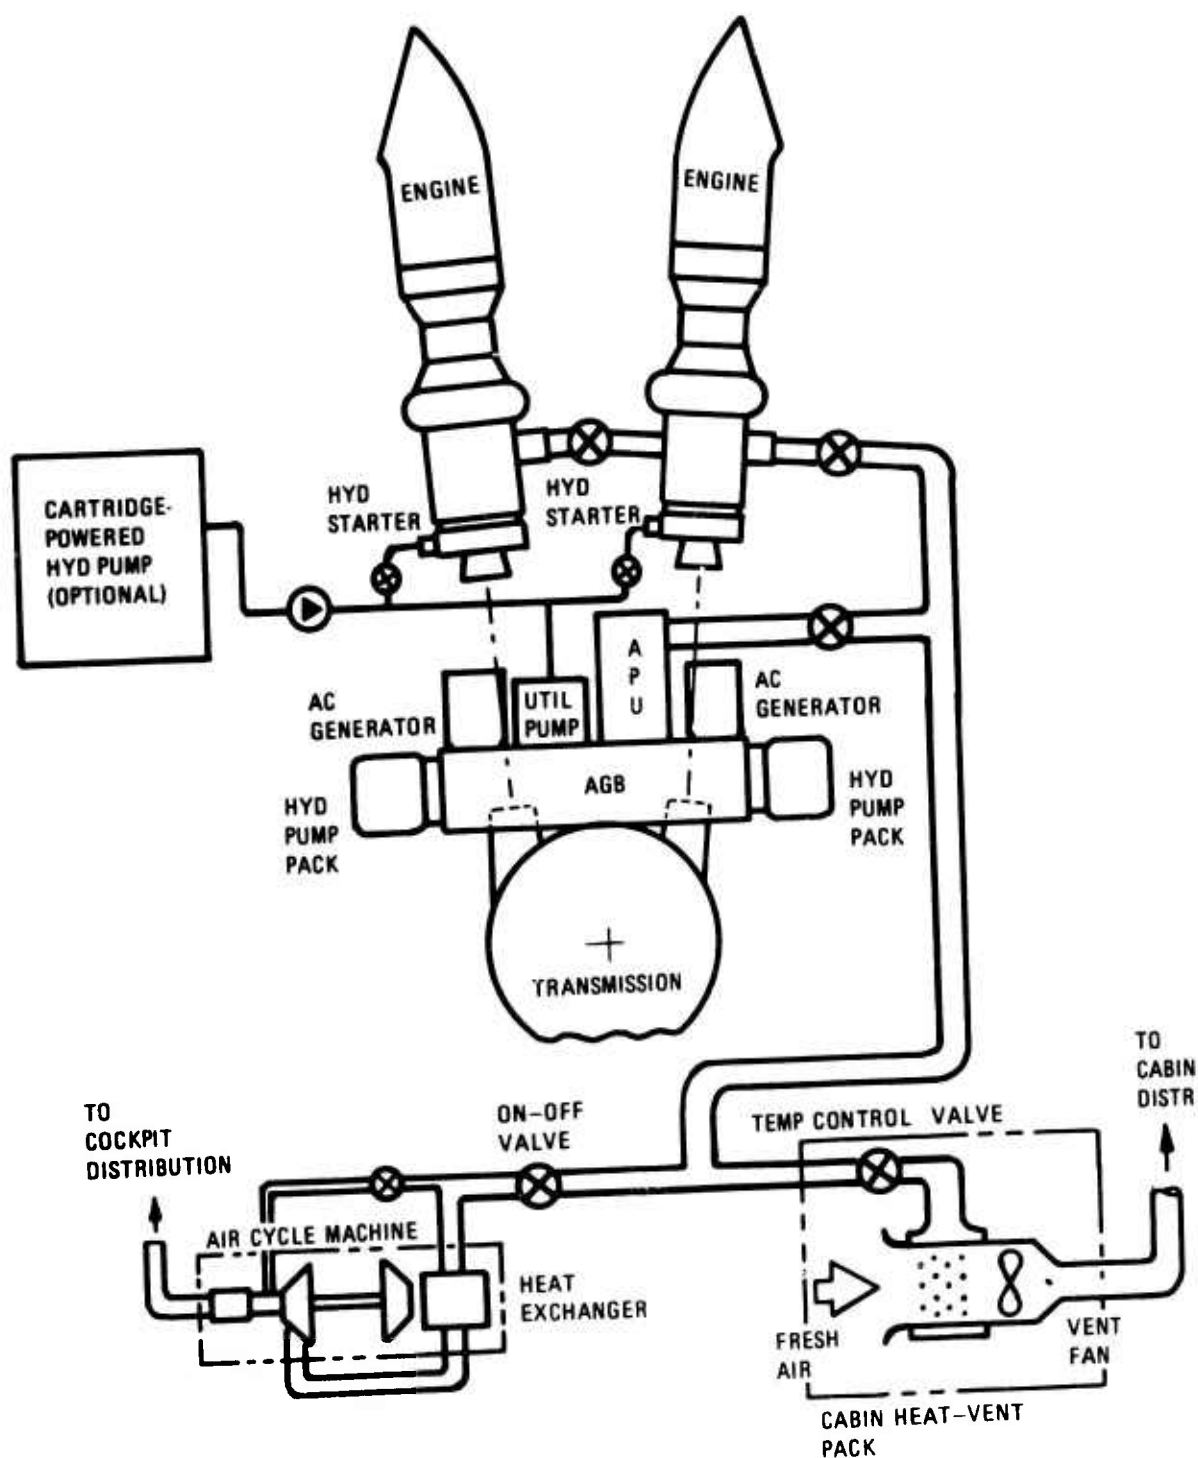 ENGINE
ENGINE
CARTRIDGE-
POWERED
HYD PUMP
(OPTIONAL)
HYD
STARTER
HYD
STARTER
A
P
U
AC
GENERATOR
UTIL
PUMP
AC
GENERATOR
AGB
HYD
PUMP
PACK
HYD
PUMP
PACK
TRANSMISSION
TO
COCKPIT
DISTRIBUTION
ON-OFF
VALVE
TEMP CONTROL VALVE
TO
CABIN
DISTR
AIR CYCLE MACHINE
HEAT
EXCHANGER
FRESH
AIR
VENT
FAN
CABIN HEAT-VENT
PACK